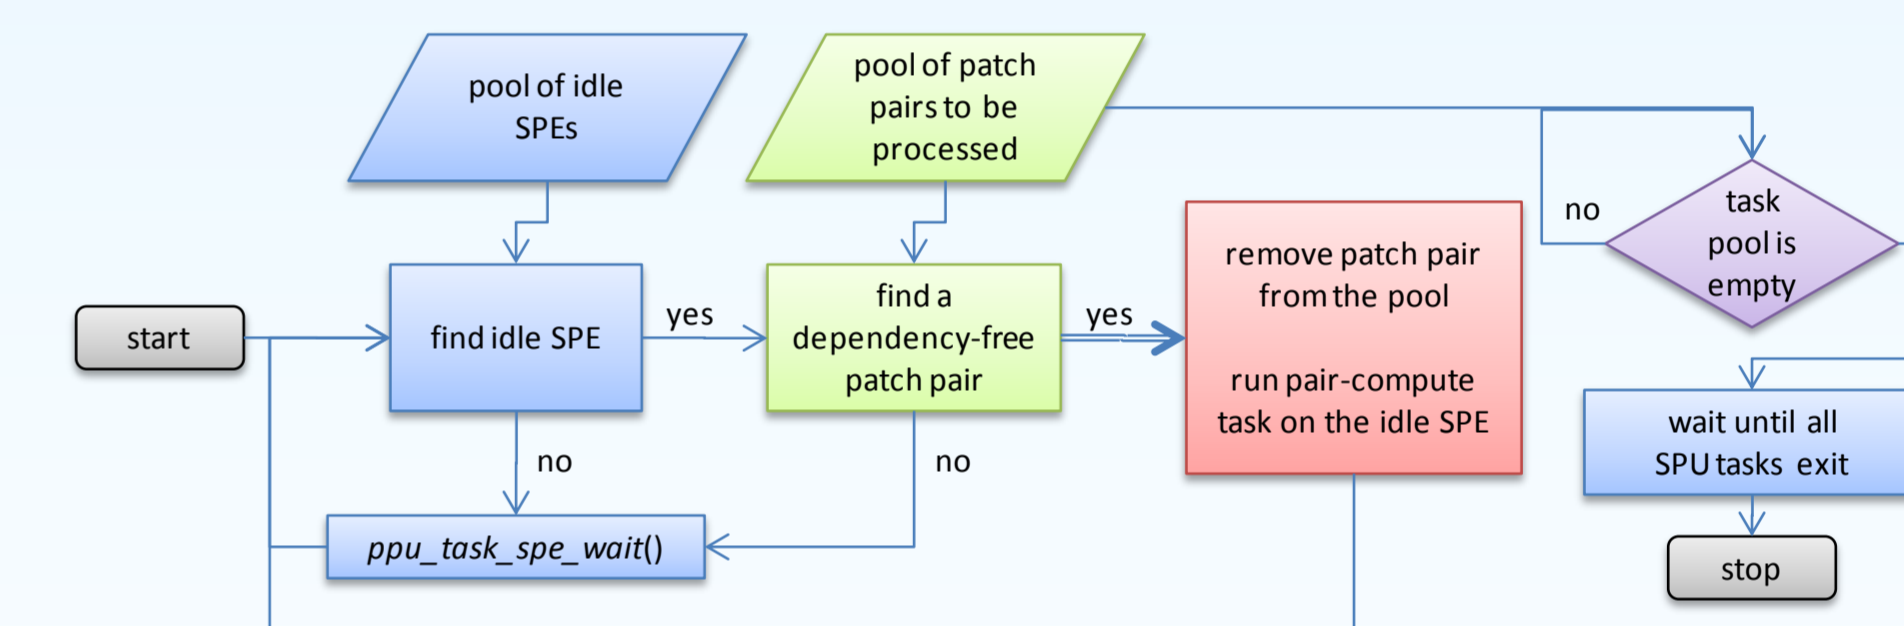 pool of idle
SPEs
pool of patch
pairs to be
processed
task
pool is
empty
no
start
find idle SPE
yes
find a
dependency-free
patch pair
yes
remove patch pair
from the pool
run pair-compute
task on the idle SPE
no
no
wait until all
SPU tasks exit
ppu_task_spe_wait()
stop